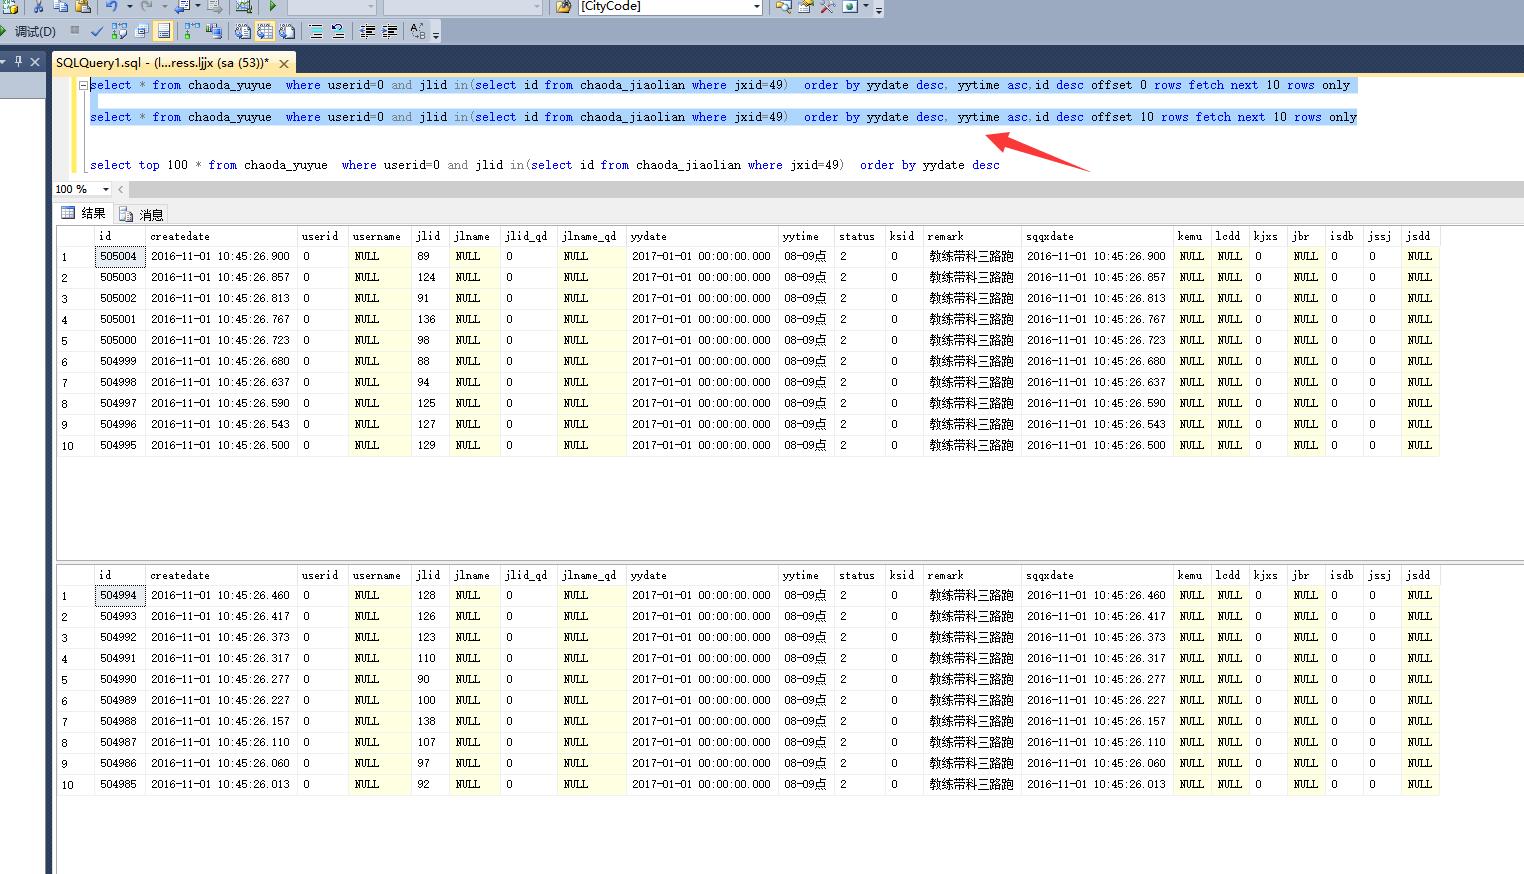 [CityCode]
调试(D)
SQLQuery1.sql - (l...ress.ljjx (sa (53))*
select * from chaoda_yuyue  where userid=0 and jlid in(select id from chaoda_jiaolian where jxid=49)  order by yydate desc, yytime asc,id desc offset 0 rows fetch next 10 rows only
select * from chaoda_yuyue  where userid=0 and jlid in(select id from chaoda_jiaolian where jxid=49)  order by yydate desc, yytime asc,id desc offset 10 rows fetch next 10 rows only
select top 100 * from chaoda_yuyue  where userid=0 and jlid in(select id from chaoda_jiaolian where jxid=49)  order by yydate desc
100 %
结果 消息
id createdate userid username jlid jlname jlid_qd jlname_qd yydate yytime status ksid remark sqqxdate kemu lcdd kjxs jbr isdb jssj jsdd
1 505004 2016-11-01 10:45:26.900 0 NULL 89 NULL 0 NULL 2017-01-01 00:00:00.000 08-09点 2 0 教练带科三路跑 2016-11-01 10:45:26.900 NULL NULL 0 NULL 0 0 NULL
2 505003 2016-11-01 10:45:26.857 0 NULL 124 NULL 0 NULL 2017-01-01 00:00:00.000 08-09点 2 0 教练带科三路跑 2016-11-01 10:45:26.857 NULL NULL 0 NULL 0 0 NULL
3 505002 2016-11-01 10:45:26.813 0 NULL 91 NULL 0 NULL 2017-01-01 00:00:00.000 08-09点 2 0 教练带科三路跑 2016-11-01 10:45:26.813 NULL NULL 0 NULL 0 0 NULL
4 505001 2016-11-01 10:45:26.767 0 NULL 136 NULL 0 NULL 2017-01-01 00:00:00.000 08-09点 2 0 教练带科三路跑 2016-11-01 10:45:26.767 NULL NULL 0 NULL 0 0 NULL
5 505000 2016-11-01 10:45:26.723 0 NULL 98 NULL 0 NULL 2017-01-01 00:00:00.000 08-09点 2 0 教练带科三路跑 2016-11-01 10:45:26.723 NULL NULL 0 NULL 0 0 NULL
6 504999 2016-11-01 10:45:26.680 0 NULL 88 NULL 0 NULL 2017-01-01 00:00:00.000 08-09点 2 0 教练带科三路跑 2016-11-01 10:45:26.680 NULL NULL 0 NULL 0 0 NULL
7 504998 2016-11-01 10:45:26.637 0 NULL 94 NULL 0 NULL 2017-01-01 00:00:00.000 08-09点 2 0 教练带科三路跑 2016-11-01 10:45:26.637 NULL NULL 0 NULL 0 0 NULL
8 504997 2016-11-01 10:45:26.590 0 NULL 125 NULL 0 NULL 2017-01-01 00:00:00.000 08-09点 2 0 教练带科三路跑 2016-11-01 10:45:26.590 NULL NULL 0 NULL 0 0 NULL
9 504996 2016-11-01 10:45:26.543 0 NULL 127 NULL 0 NULL 2017-01-01 00:00:00.000 08-09点 2 0 教练带科三路跑 2016-11-01 10:45:26.543 NULL NULL 0 NULL 0 0 NULL
10 504995 2016-11-01 10:45:26.500 0 NULL 129 NULL 0 NULL 2017-01-01 00:00:00.000 08-09点 2 0 教练带科三路跑 2016-11-01 10:45:26.500 NULL NULL 0 NULL 0 0 NULL
id createdate userid username jlid jlname jlid_qd jlname_qd yydate yytime status ksid remark sqqxdate kemu lcdd kjxs jbr isdb jssj jsdd
1 504994 2016-11-01 10:45:26.460 0 NULL 128 NULL 0 NULL 2017-01-01 00:00:00.000 08-09点 2 0 教练带科三路跑 2016-11-01 10:45:26.460 NULL NULL 0 NULL 0 0 NULL
2 504993 2016-11-01 10:45:26.417 0 NULL 126 NULL 0 NULL 2017-01-01 00:00:00.000 08-09点 2 0 教练带科三路跑 2016-11-01 10:45:26.417 NULL NULL 0 NULL 0 0 NULL
3 504992 2016-11-01 10:45:26.373 0 NULL 123 NULL 0 NULL 2017-01-01 00:00:00.000 08-09点 2 0 教练带科三路跑 2016-11-01 10:45:26.373 NULL NULL 0 NULL 0 0 NULL
4 504991 2016-11-01 10:45:26.317 0 NULL 110 NULL 0 NULL 2017-01-01 00:00:00.000 08-09点 2 0 教练带科三路跑 2016-11-01 10:45:26.317 NULL NULL 0 NULL 0 0 NULL
5 504990 2016-11-01 10:45:26.277 0 NULL 90 NULL 0 NULL 2017-01-01 00:00:00.000 08-09点 2 0 教练带科三路跑 2016-11-01 10:45:26.277 NULL NULL 0 NULL 0 0 NULL
6 504989 2016-11-01 10:45:26.227 0 NULL 100 NULL 0 NULL 2017-01-01 00:00:00.000 08-09点 2 0 教练带科三路跑 2016-11-01 10:45:26.227 NULL NULL 0 NULL 0 0 NULL
7 504988 2016-11-01 10:45:26.157 0 NULL 138 NULL 0 NULL 2017-01-01 00:00:00.000 08-09点 2 0 教练带科三路跑 2016-11-01 10:45:26.157 NULL NULL 0 NULL 0 0 NULL
8 504987 2016-11-01 10:45:26.110 0 NULL 107 NULL 0 NULL 2017-01-01 00:00:00.000 08-09点 2 0 教练带科三路跑 2016-11-01 10:45:26.110 NULL NULL 0 NULL 0 0 NULL
9 504986 2016-11-01 10:45:26.060 0 NULL 97 NULL 0 NULL 2017-01-01 00:00:00.000 08-09点 2 0 教练带科三路跑 2016-11-01 10:45:26.060 NULL NULL 0 NULL 0 0 NULL
10 504985 2016-11-01 10:45:26.013 0 NULL 92 NULL 0 NULL 2017-01-01 00:00:00.000 08-09点 2 0 教练带科三路跑 2016-11-01 10:45:26.013 NULL NULL 0 NULL 0 0 NULL